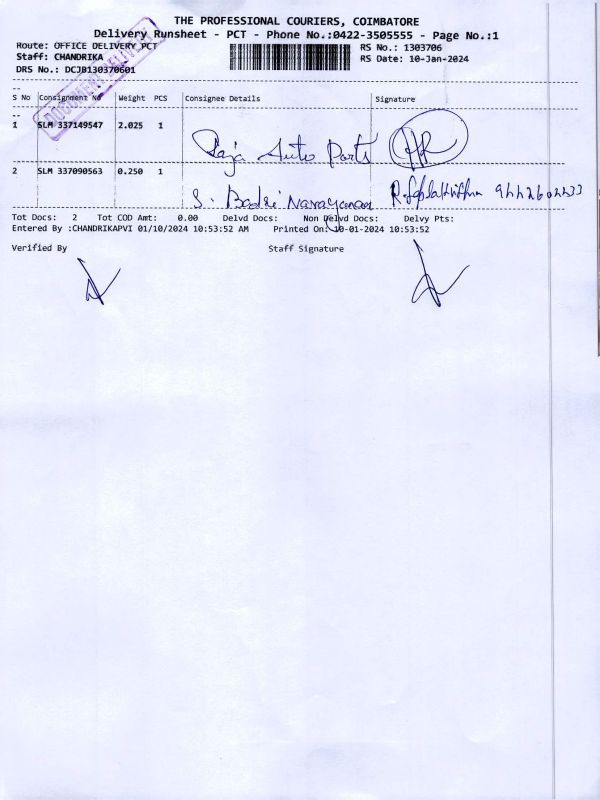 THE PROFESSIONAL COURIERS, COIMBATORE
Delivery Runsheet - PCT - Phone No.:0422-3505555 - Page No.:1
Route: OFFICE DELIVERY PCT RS No.: 1303706
Staff: CHANDRIKA RS Date: 10-Jan-2024
DRS No.: DCJB130370601
DOCUMENT DELIVERY
S No Consignment No Weight PCS Consignee Details Signature
1 SLM 337149547 2.025 1
Raja Auto Parts
2 SLM 337090563 0.250 1
S. Badri Narayanan
Tot Docs: 2 Tot COD Amt: 0.00 Delvd Docs: Non Delvd Docs: Delvy Pts:
Entered By :CHANDRIKAPVI 01/10/2024 10:53:52 AM Printed On: 10-01-2024 10:53:52
Verified By Staff Signature